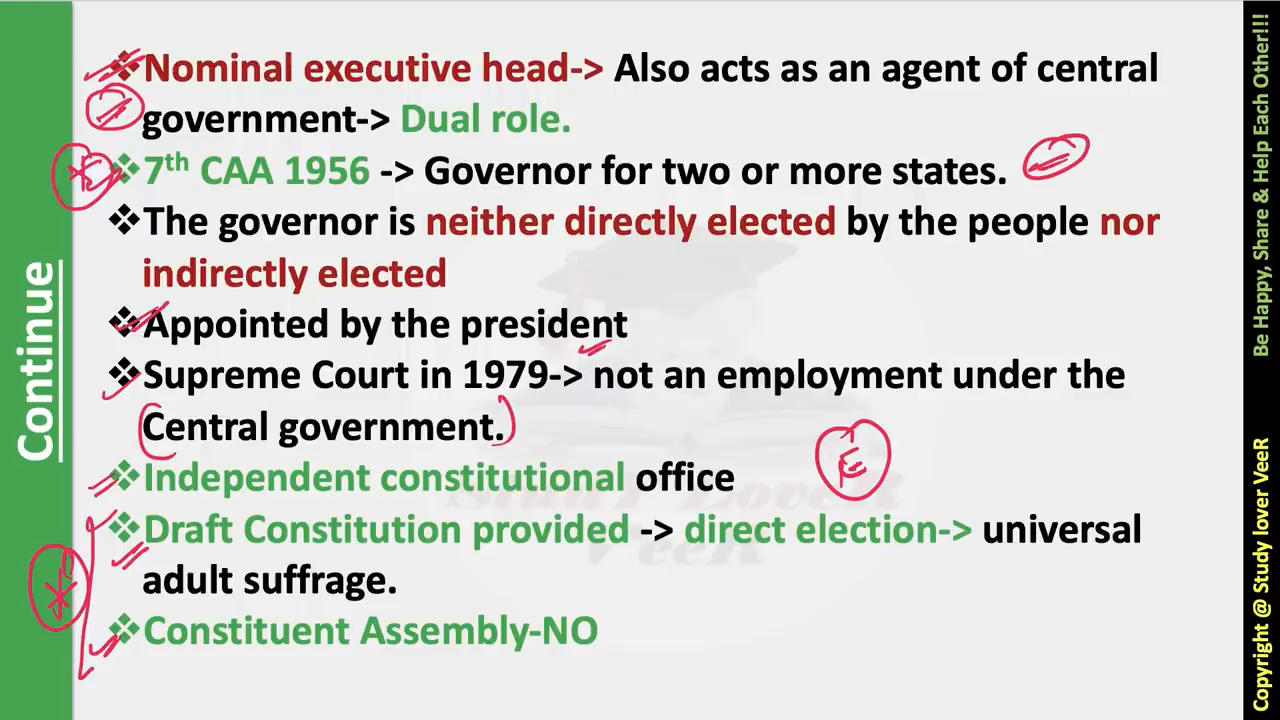 Continue
❖Nominal executive head-> Also acts as an agent of central
government-> Dual role.
❖7th CAA 1956 -> Governor for two or more states.
❖The governor is neither directly elected by the people nor
indirectly elected
❖Appointed by the president
❖Supreme Court in 1979-> not an employment under the
Central government.
❖Independent constitutional office
❖Draft Constitution provided -> direct election-> universal
adult suffrage.
❖Constituent Assembly-NO
Be Happy, Share & Help Each Other!!!
Copyright @ Study lover VeeR
Study LoveR
VeeR